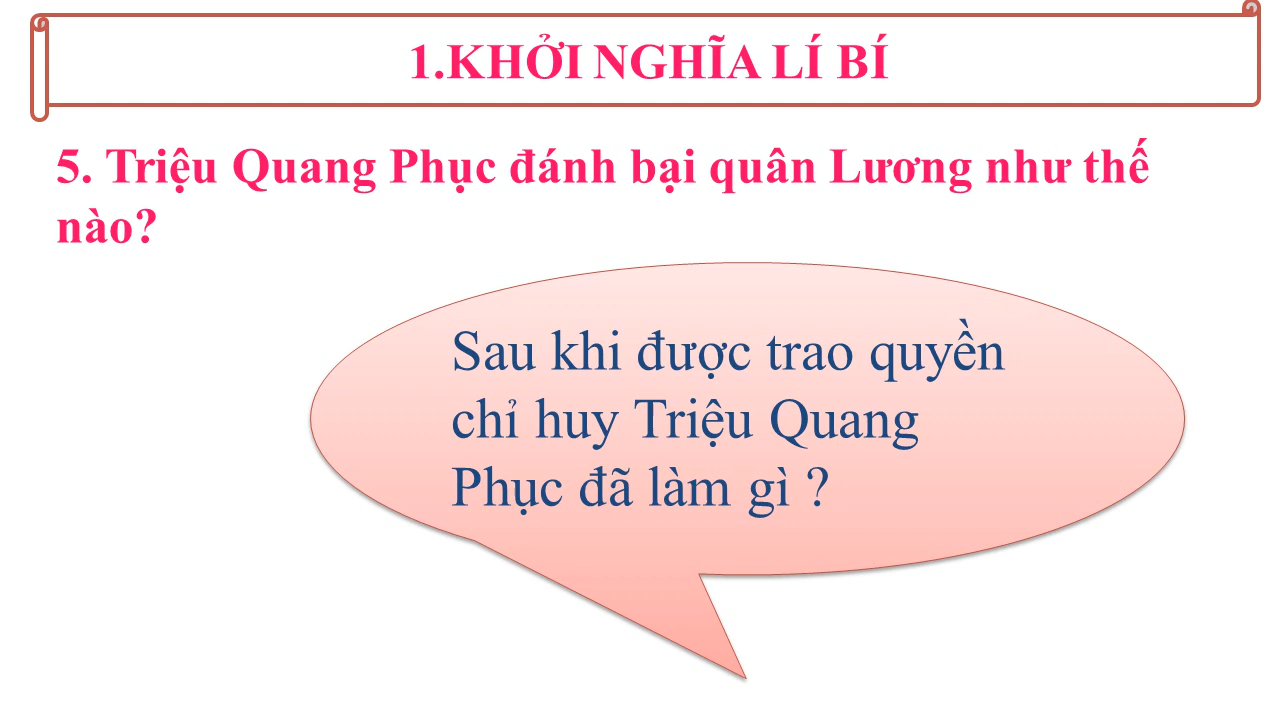 1.KHỞI NGHĨA LÍ BÍ
5. Triệu Quang Phục đánh bại quân Lương như thế
nào?
Sau khi được trao quyền
chỉ huy Triệu Quang
Phục đã làm gì ?